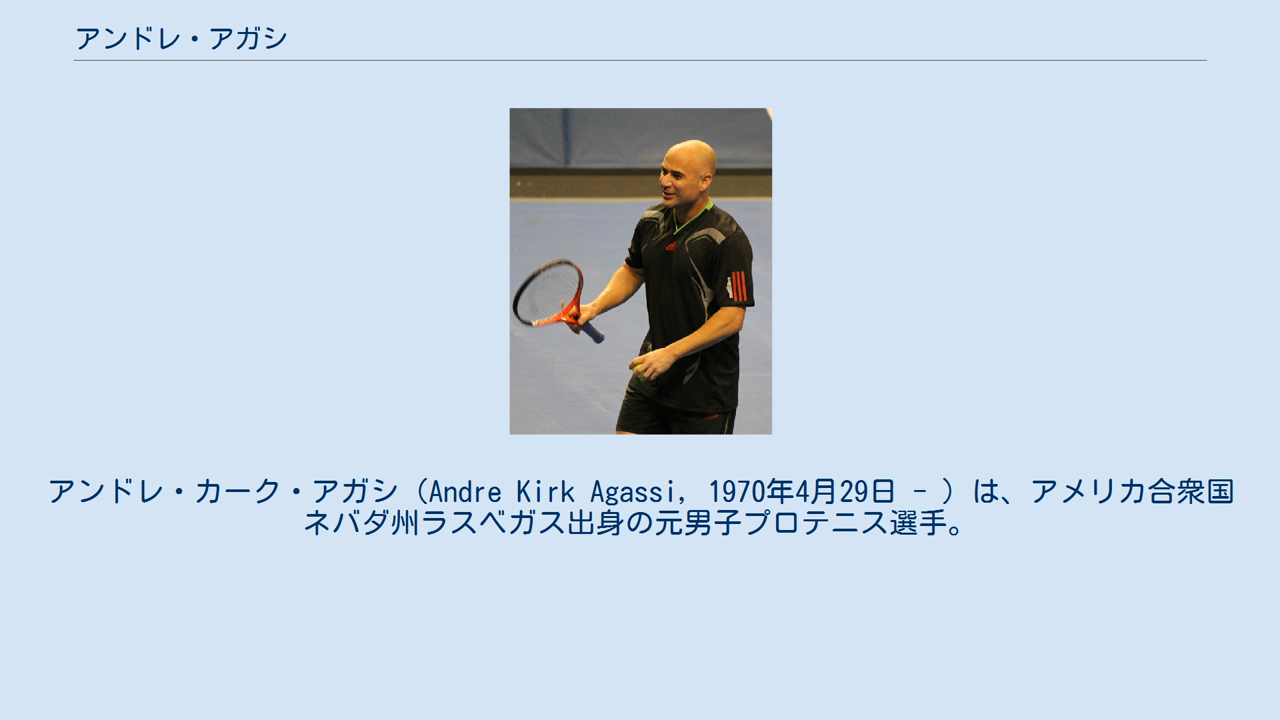 アンドレ・アガシ
アンドレ・カーク・アガシ（Andre Kirk Agassi, 1970年4月29日 - ）は、アメリカ合衆国
ネバダ州ラスベガス出身の元男子プロテニス選手。